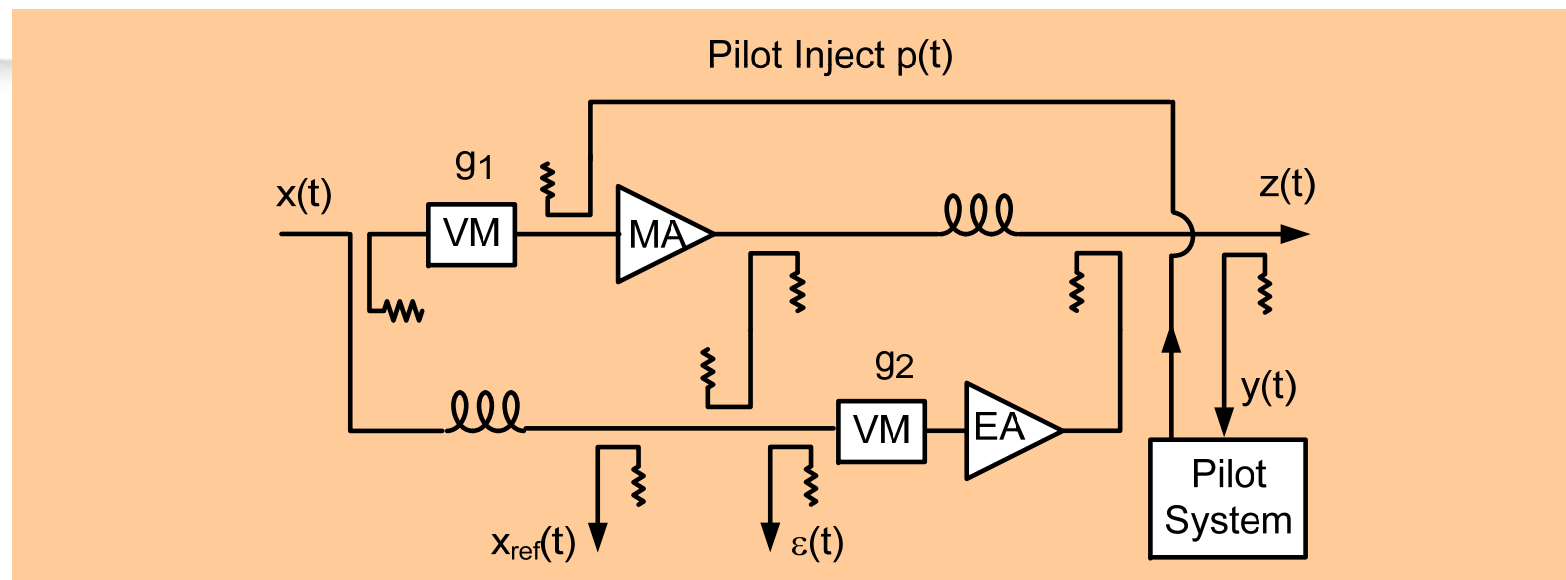 Pilot Inject p(t)
g1
x(t)
VM
MA
z(t)
g2
VM
EA
y(t)
Pilot
System
xref(t)
ε(t)